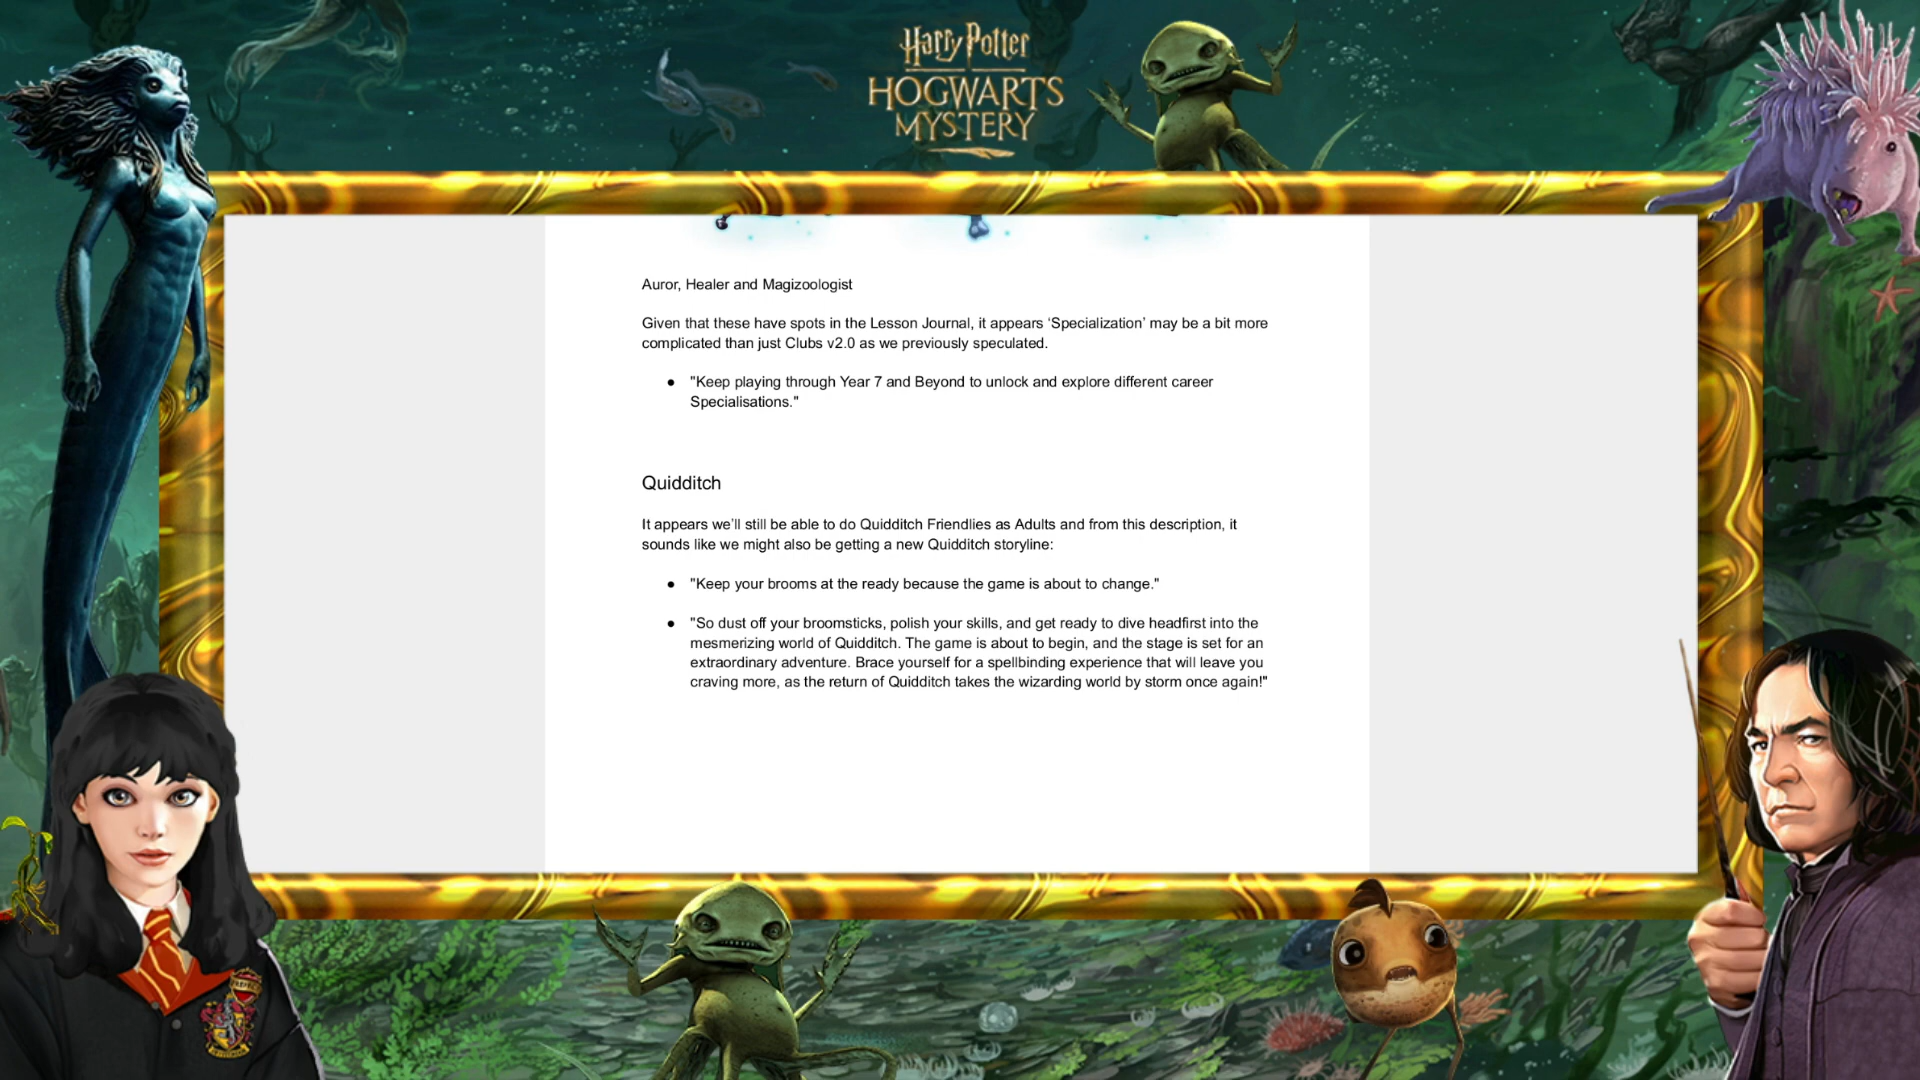 Harry Potter
HOGWARTS
MYSTERY
Auror, Healer and Magizoologist
Given that these have spots in the Lesson Journal, it appears ‘Specialization’ may be a bit more
complicated than just Clubs v2.0 as we previously speculated.
● "Keep playing through Year 7 and Beyond to unlock and explore different career
Specialisations."
Quidditch
It appears we’ll still be able to do Quidditch Friendlies as Adults and from this description, it
sounds like we might also be getting a new Quidditch storyline:
● "Keep your brooms at the ready because the game is about to change."
● "So dust off your broomsticks, polish your skills, and get ready to dive headfirst into the
mesmerizing world of Quidditch. The game is about to begin, and the stage is set for an
extraordinary adventure. Brace yourself for a spellbinding experience that will leave you
craving more, as the return of Quidditch takes the wizarding world by storm once again!"
PREFECT